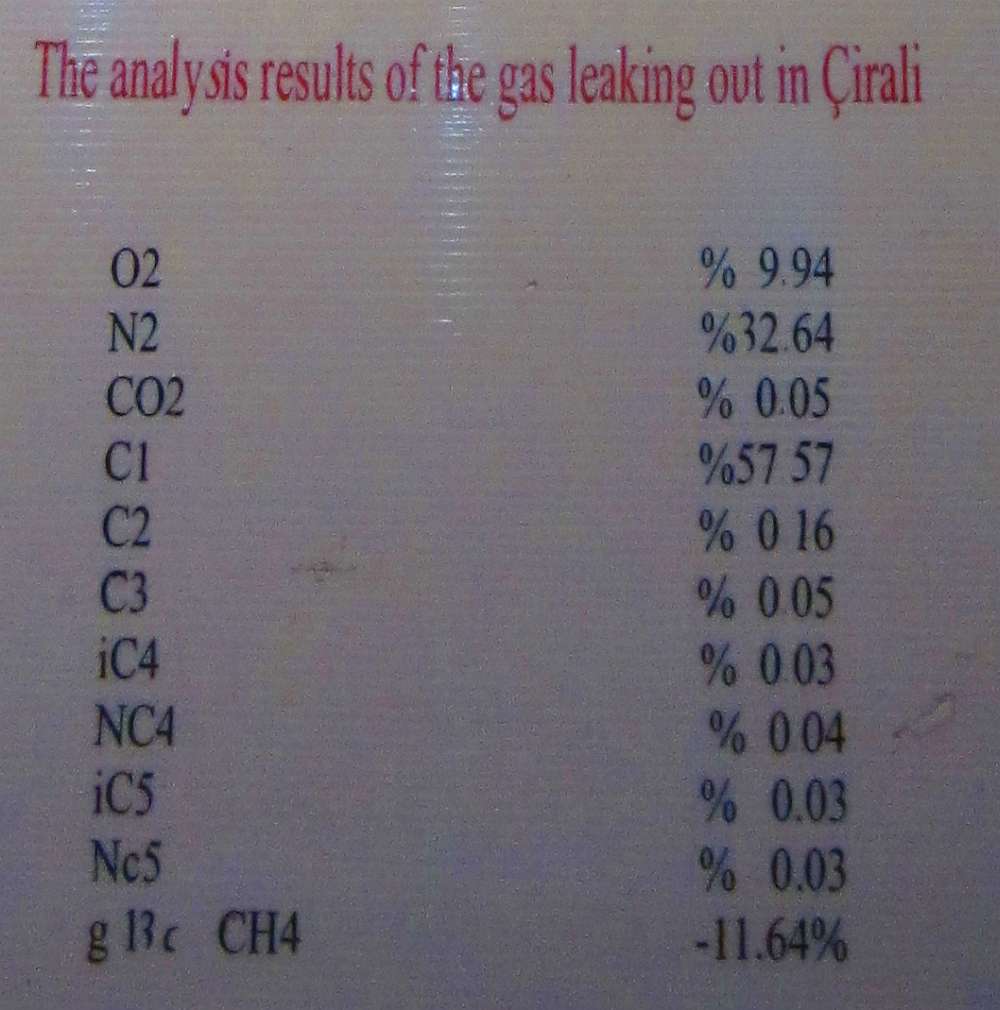 The analysis results of the gas leaking out in Çirali
O2 % 9.94
N2 %32.64
CO2 % 0.05
C1 %57 57
C2 % 0 16
C3 % 0 05
iC4 % 0 03
NC4 % 0 04
iC5 % 0.03
Nc5 % 0.03
g 13c CH4 -11.64%